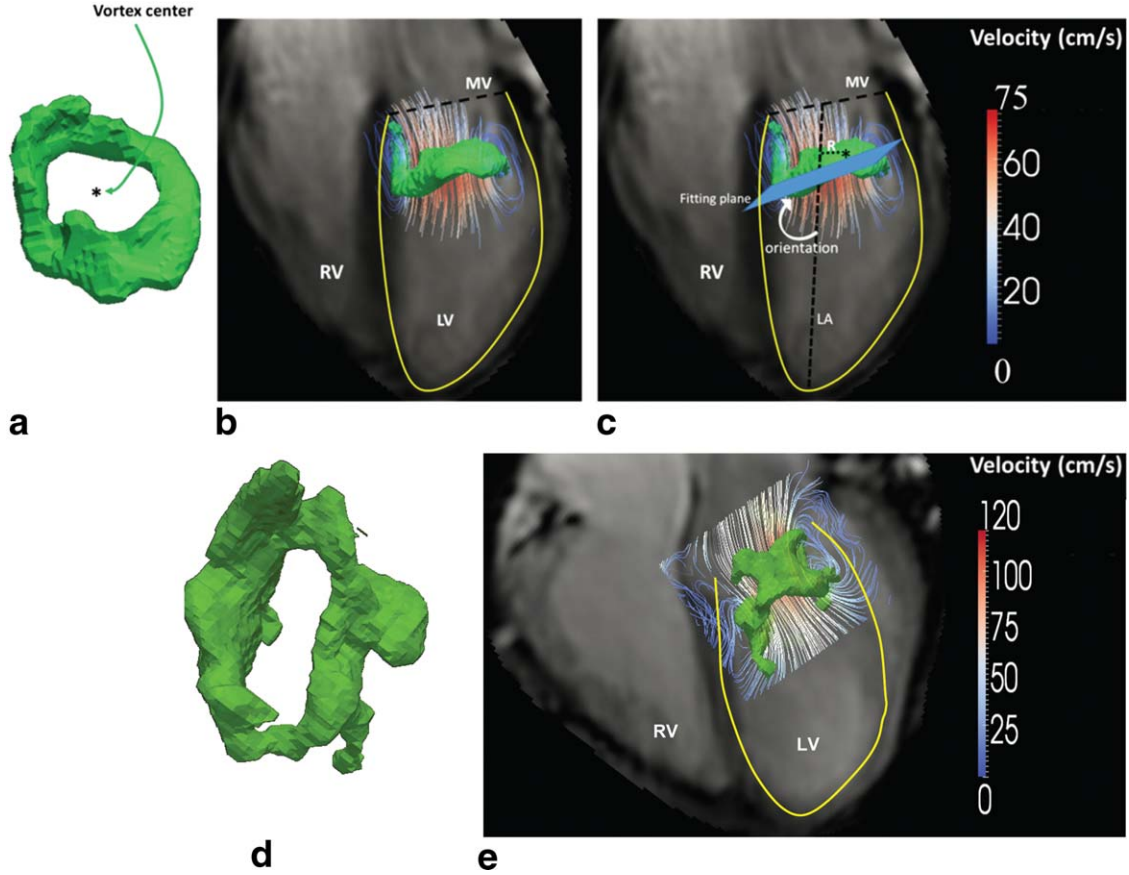 Vortex center
*
a
MV
RV
LV
b
Velocity (cm/s)
MV
75
60
40
20
0
R
*
Fitting plane
orientation
RV
LA
c
d
Velocity (cm/s)
120
100
75
50
25
0
RV
LV
e